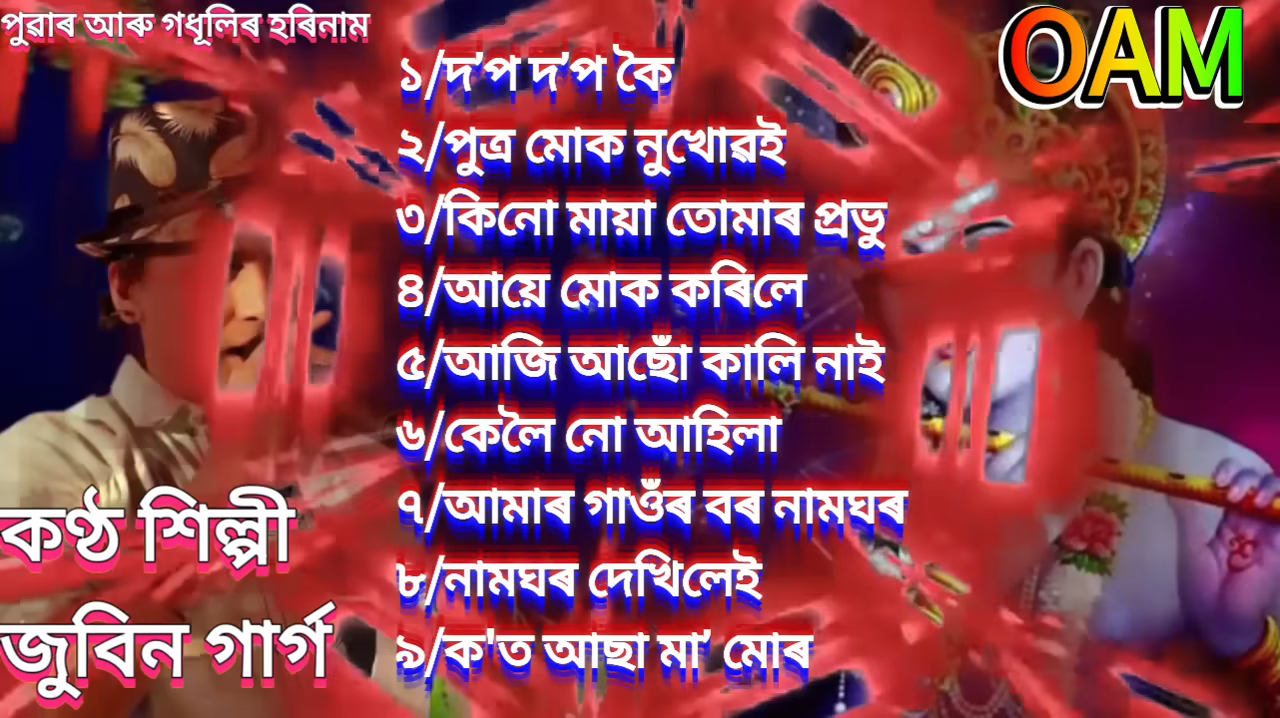 পুৱাৰ আৰু গধূলিৰ হৰিনাম
OAM
১/দ'প দ'প কৈ
২/পুত্ৰ মোক নুখোৱই
৩/কিনো মায়া তোমাৰ প্ৰভু
৪/আয়ে মোক কৰিলে
৫/আজি আছোঁ কালি নাই
৬/কেলৈ নো আহিলা
৭/আমাৰ গাওঁৰ বৰ নামঘৰ
৮/নামঘৰ দেখিলেই
৯/ক'ত আছা মা’ মোৰ
কণ্ঠ শিল্পী
জুবিন গাৰ্গ